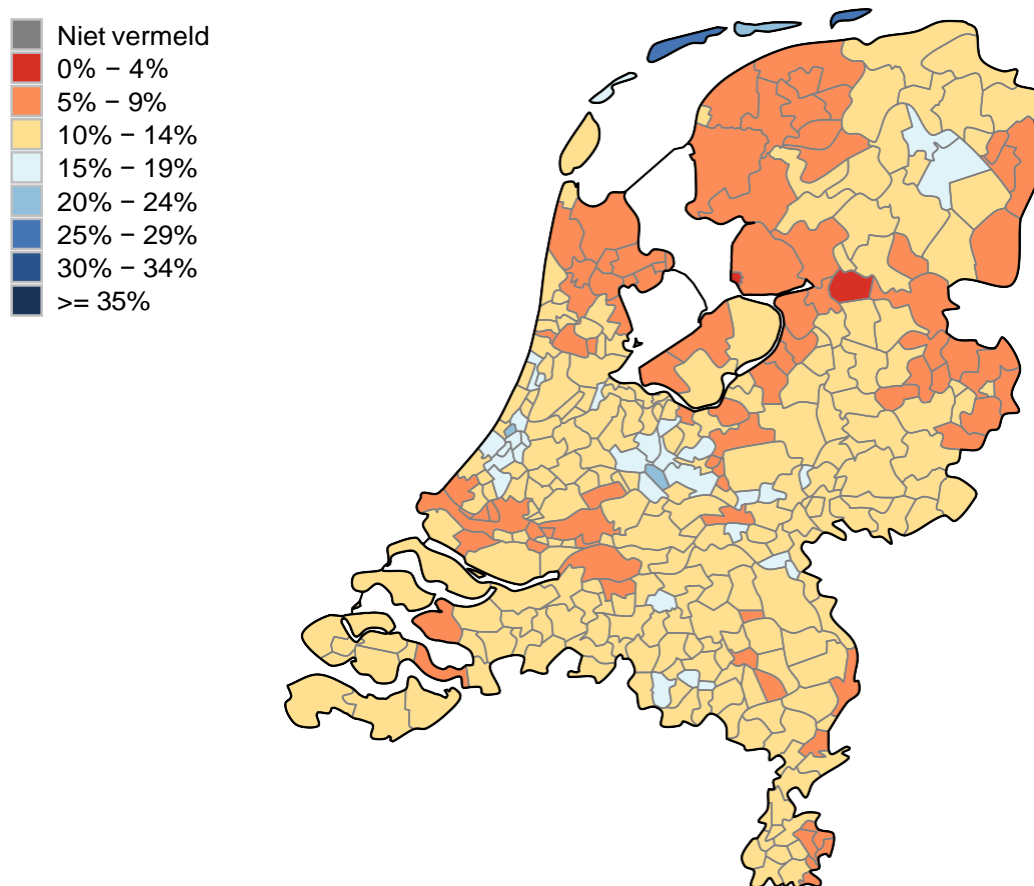 Niet vermeld
0% − 4%
5% − 9%
10% − 14%
15% − 19%
20% − 24%
25% − 29%
30% − 34%
>= 35%